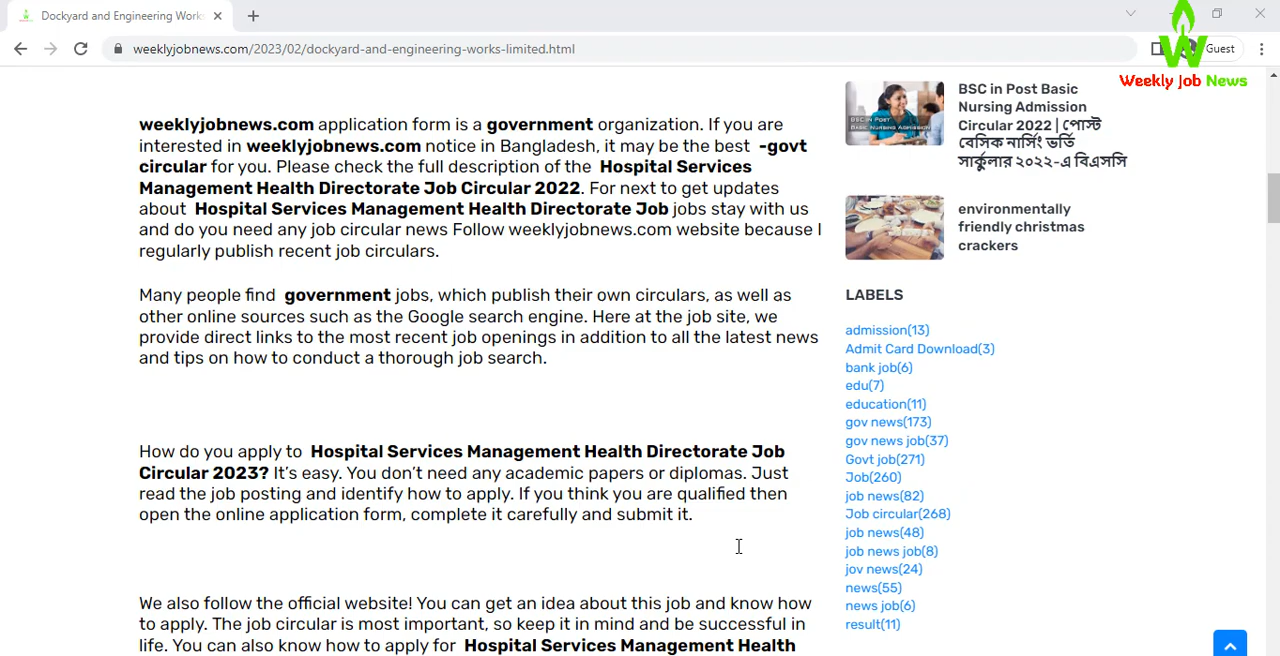 Dockyard and Engineering Works
weeklyjobnews.com/2023/02/dockyard-and-engineering-works-limited.html
Guest
Weekly Job News
weeklyjobnews.com application form is a government organization. If you are
interested in weeklyjobnews.com notice in Bangladesh, it may be the best -govt
circular for you. Please check the full description of the Hospital Services
Management Health Directorate Job Circular 2022. For next to get updates
about Hospital Services Management Health Directorate Job jobs stay with us
and do you need any job circular news Follow weeklyjobnews.com website because I
regularly publish recent job circulars.
Many people find government jobs, which publish their own circulars, as well as
other online sources such as the Google search engine. Here at the job site, we
provide direct links to the most recent job openings in addition to all the latest news
and tips on how to conduct a thorough job search.
How do you apply to Hospital Services Management Health Directorate Job
Circular 2023? It's easy. You don't need any academic papers or diplomas. Just
read the job posting and identify how to apply. If you think you are qualified then
open the online application form, complete it carefully and submit it.
We also follow the official website! You can get an idea about this job and know how
to apply. The job circular is most important, so keep it in mind and be successful in
life. You can also know how to apply for Hospital Services Management Health
BSC IN POST
BASIC NURSING ADMISSION
BSC in Post Basic
Nursing Admission
Circular 2022 | পোস্ট
বেসিক নার্সিং ভর্তি
সার্কুলার ২০২২-এ বিএসসি
environmentally
friendly christmas
crackers
LABELS
admission(13)
Admit Card Download(3)
bank job(6)
edu(7)
education(11)
gov news(173)
gov news job(37)
Govt job(271)
Job(260)
job news(82)
Job circular(268)
job news(48)
job news job(8)
jov news(24)
news(55)
news job(6)
result(11)